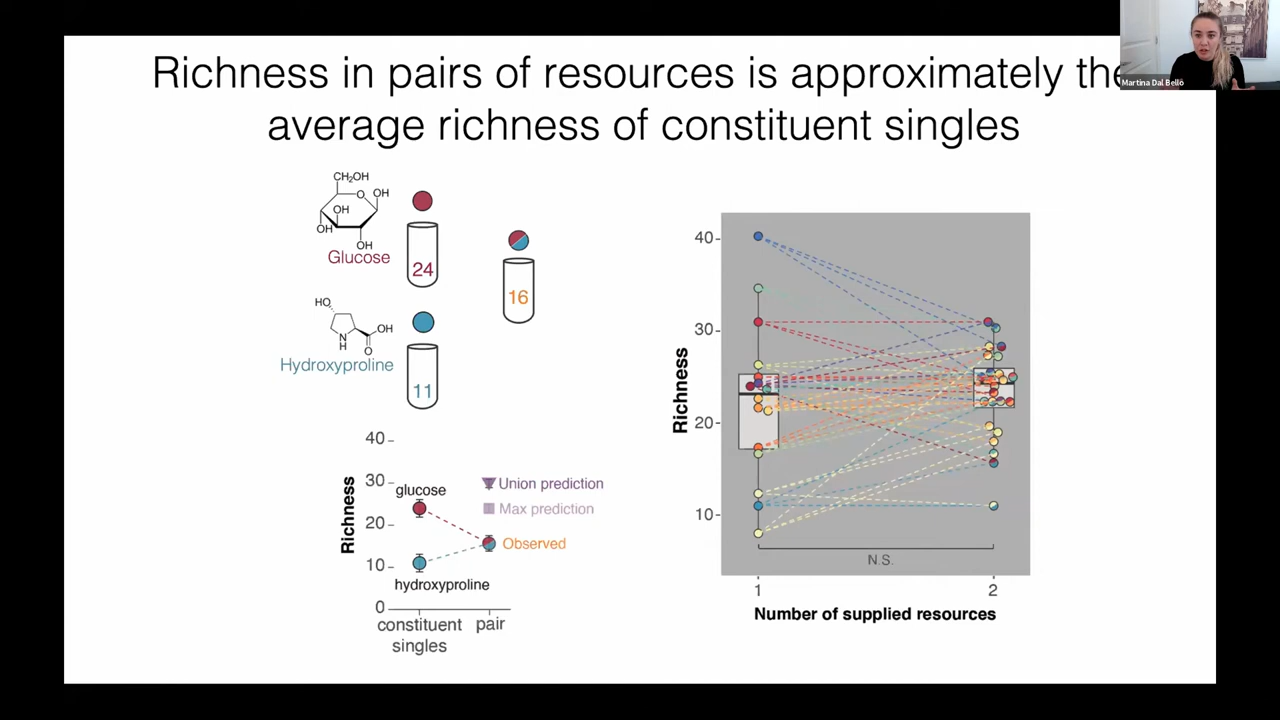 Richness in pairs of resources is approximately the
average richness of constituent singles
Martina Dal Bello
CH₂OH
O
OH
OH
OH
OH
Glucose
24
16
HO
N
H
OH
O
Hydroxyproline
11
Richness
40
30
20
10
0
glucose
hydroxyproline
Union prediction
Max prediction
Observed
constituent
singles
pair
Richness
40
30
20
10
N.S.
1
2
Number of supplied resources